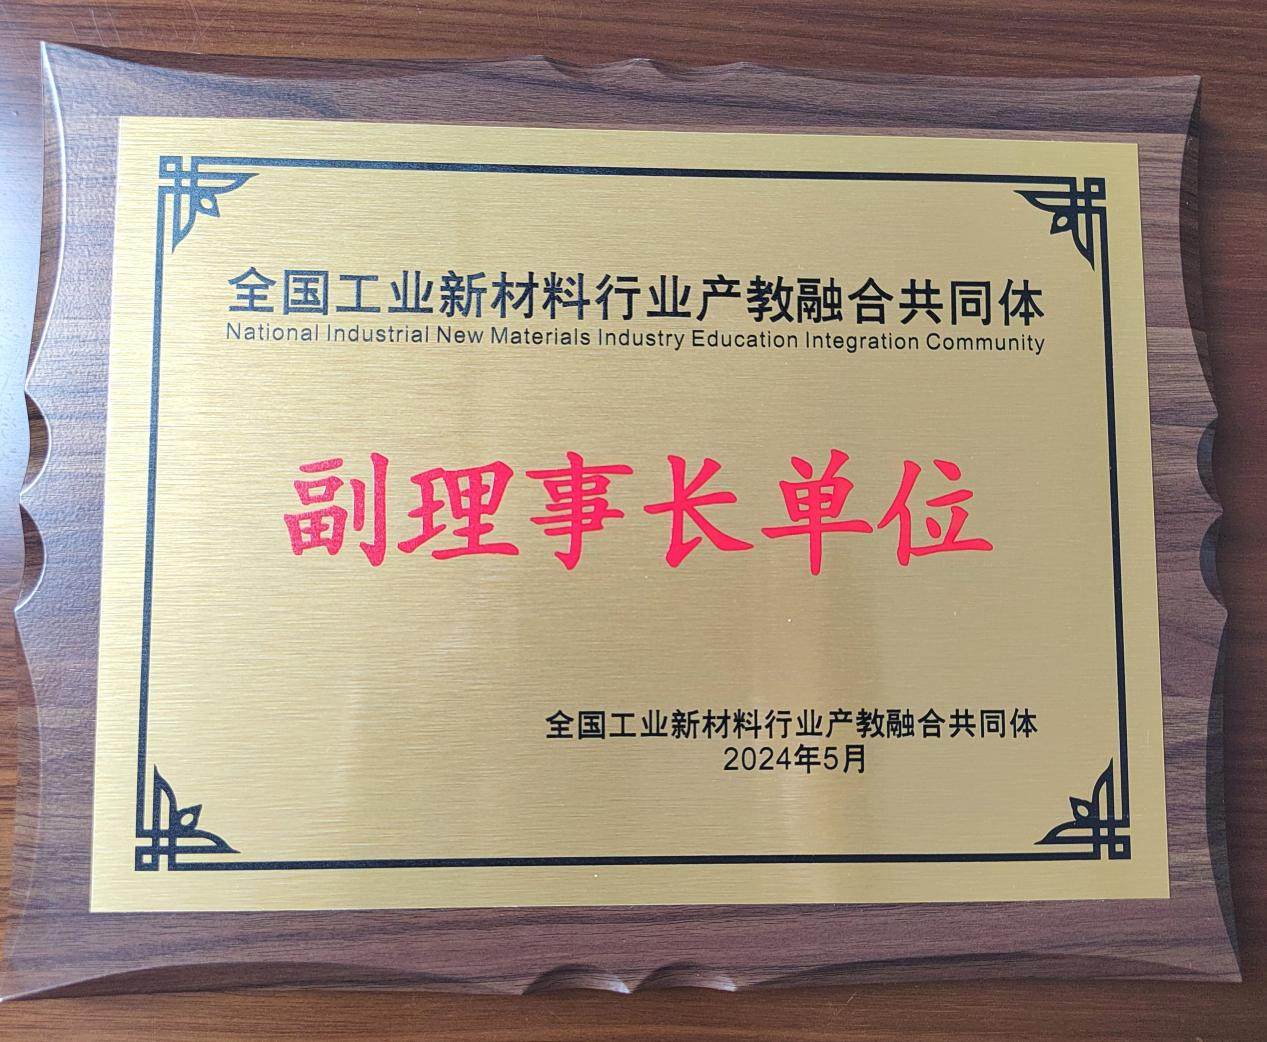 全国工业新材料行业产教融合共同体
National Industrial New Materials Industry Education Integration Community
副理事长单位
全国工业新材料行业产教融合共同体
2024年5月